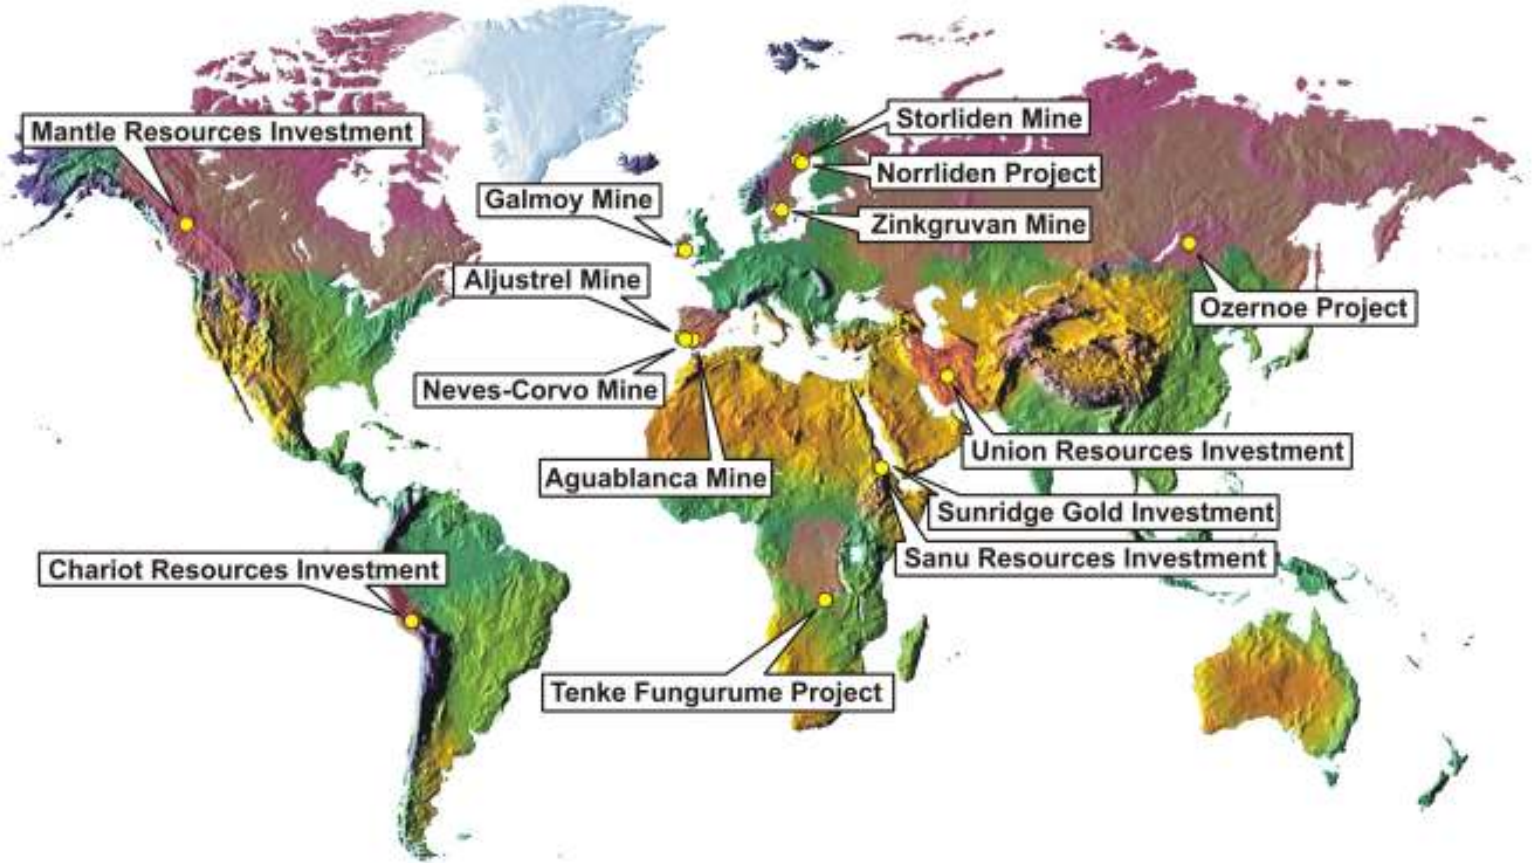 Storliden Mine
Mantle Resources Investment
Norrliden Project
Galmoy Mine
Zinkgruvan Mine
Aljustrel Mine
Ozernoe Project
Neves-Corvo Mine
Union Resources Investment
Aguablanca Mine
Sunridge Gold Investment
Sanu Resources Investment
Chariot Resources Investment
Tenke Fungurume Project